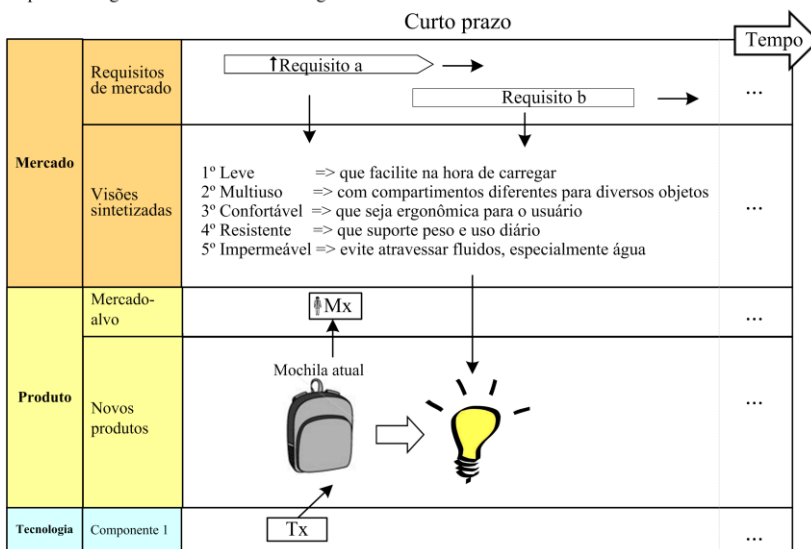 Curto prazo
Tempo
Mercado
Requisitos
de mercado
↑Requisito a
Requisito b
...
Visões
sintetizadas
1º Leve => que facilite na hora de carregar
2º Multiuso => com compartimentos diferentes para diversos objetos
3º Confortável => que seja ergonômica para o usuário
4º Resistente => que suporte peso e uso diário
5º Impermeável => evite atravessar fluidos, especialmente água
...
Produto
Mercado-
alvo
Mx
...
Novos
produtos
Mochila atual
...
Tecnologia
Componente 1
Tx
...